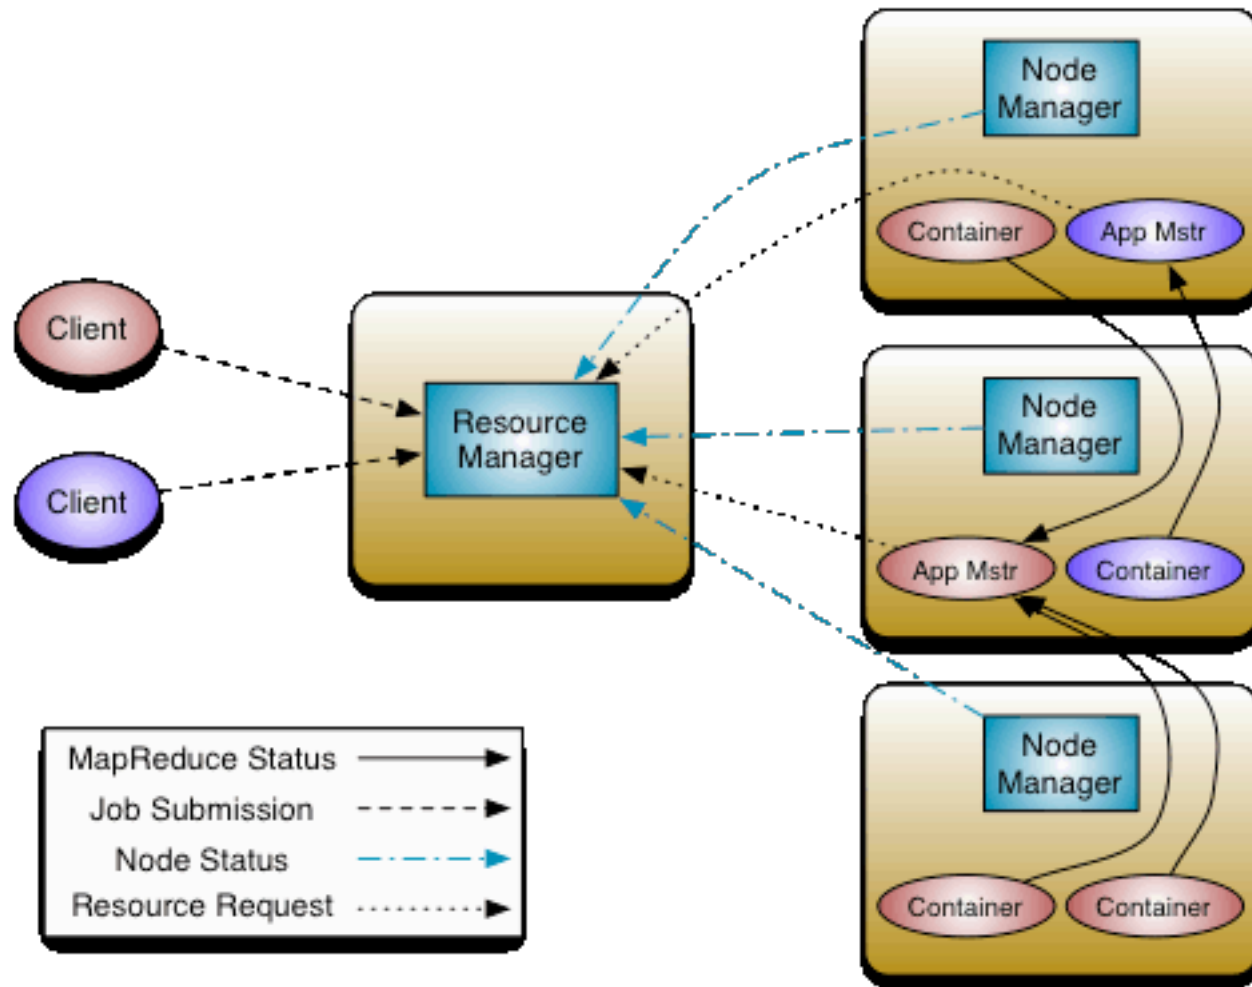 Node
Manager
Container
App Mstr
Client
Resource
Manager
Client
Node
Manager
App Mstr
Container
Node
Manager
Container
Container
MapReduce Status
Job Submission
Node Status
Resource Request